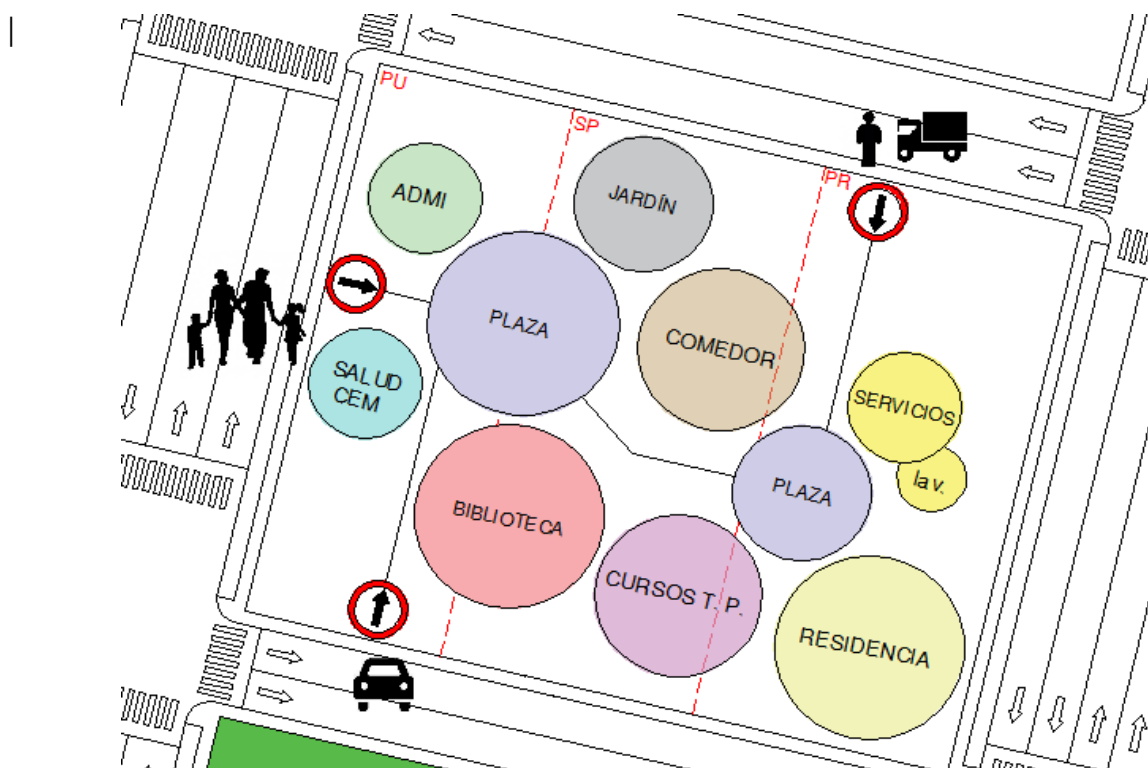 PU
SP
PR
ADMI
JARDÍN
PLAZA
COMEDOR
SALUD
CEM
SERVICIOS
lav.
PLAZA
BIBLIOTECA
CURSOS T. P.
RESIDENCIA